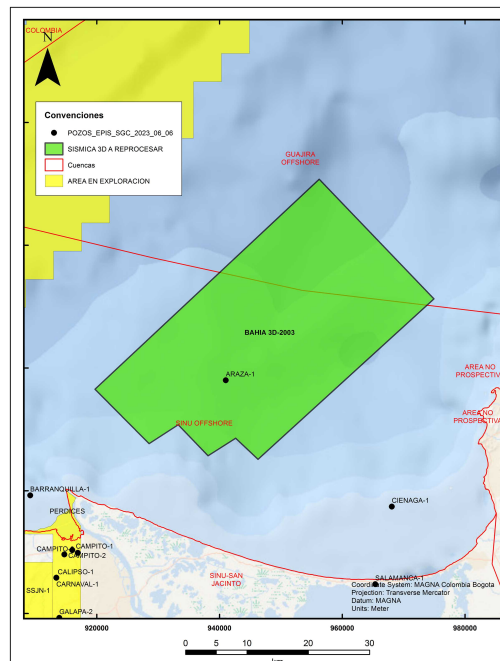 COLOMBIA
N
Convenciones
POZOS_EPIS_SGC_2023_06_06
SISMICA 3D A REPROCESAR
Cuencas
AREA EN EXPLORACION
GUAJIRA
OFFSHORE
BAHIA 3D-2003
ARAZA-1
AREA NO
PROSPECTIV
AREA NO
PROSPECTIVA
SINU OFFSHORE
BARRANQUILLA-1
PERDICES
CIENAGA-1
CAMPITO
CAMPITO-1
CAMPITO-2
CALIPSO-1
CARNAVAL-1
SSJN-1
SINU-SAN
JACINTO
SALAMANCA-1
GALAPA-2
Coordinate System: MAGNA Colombia Bogota
Projection: Transverse Mercator
Datum: MAGNA
Units: Meter
920000
940000
960000
980000
0 5 10 20 30
km